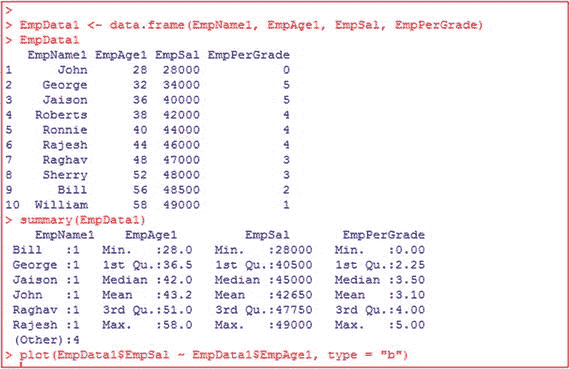 >
> EmpData1 <- data.frame(EmpName1, EmpAge1, EmpSal, EmpPerGrade)
> EmpData1
   EmpName1 EmpAge1 EmpSal EmpPerGrade
1      John      28  28000           0
2    George      32  34000           5
3    Jaison      36  40000           5
4   Roberts      38  42000           4
5    Ronnie      40  44000           4
6    Rajesh      44  46000           4
7    Raghav      48  47000           3
8    Sherry      52  48000           3
9      Bill      56  48500           2
10  William      58  49000           1
> summary(EmpData1)
    EmpName1    EmpAge1         EmpSal       EmpPerGrade
 Bill   :1   Min.   :28.0   Min.   :28000   Min.   :0.00
 George :1   1st Qu.:36.5   1st Qu.:40500   1st Qu.:2.25
 Jaison :1   Median :42.0   Median :45000   Median :3.50
 John   :1   Mean   :43.2   Mean   :42650   Mean   :3.10
 Raghav :1   3rd Qu.:51.0   3rd Qu.:47750   3rd Qu.:4.00
 Rajesh :1   Max.   :58.0   Max.   :49000   Max.   :5.00
 (Other):4
> plot(EmpData1$EmpSal ~ EmpData1$EmpAge1, type = "b")